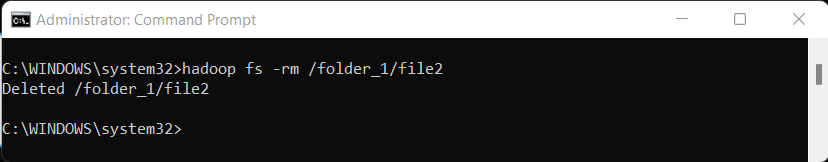 Administrator: Command Prompt
C:\WINDOWS\system32>hadoop fs -rm /folder_1/file2
Deleted /folder_1/file2
C:\WINDOWS\system32>